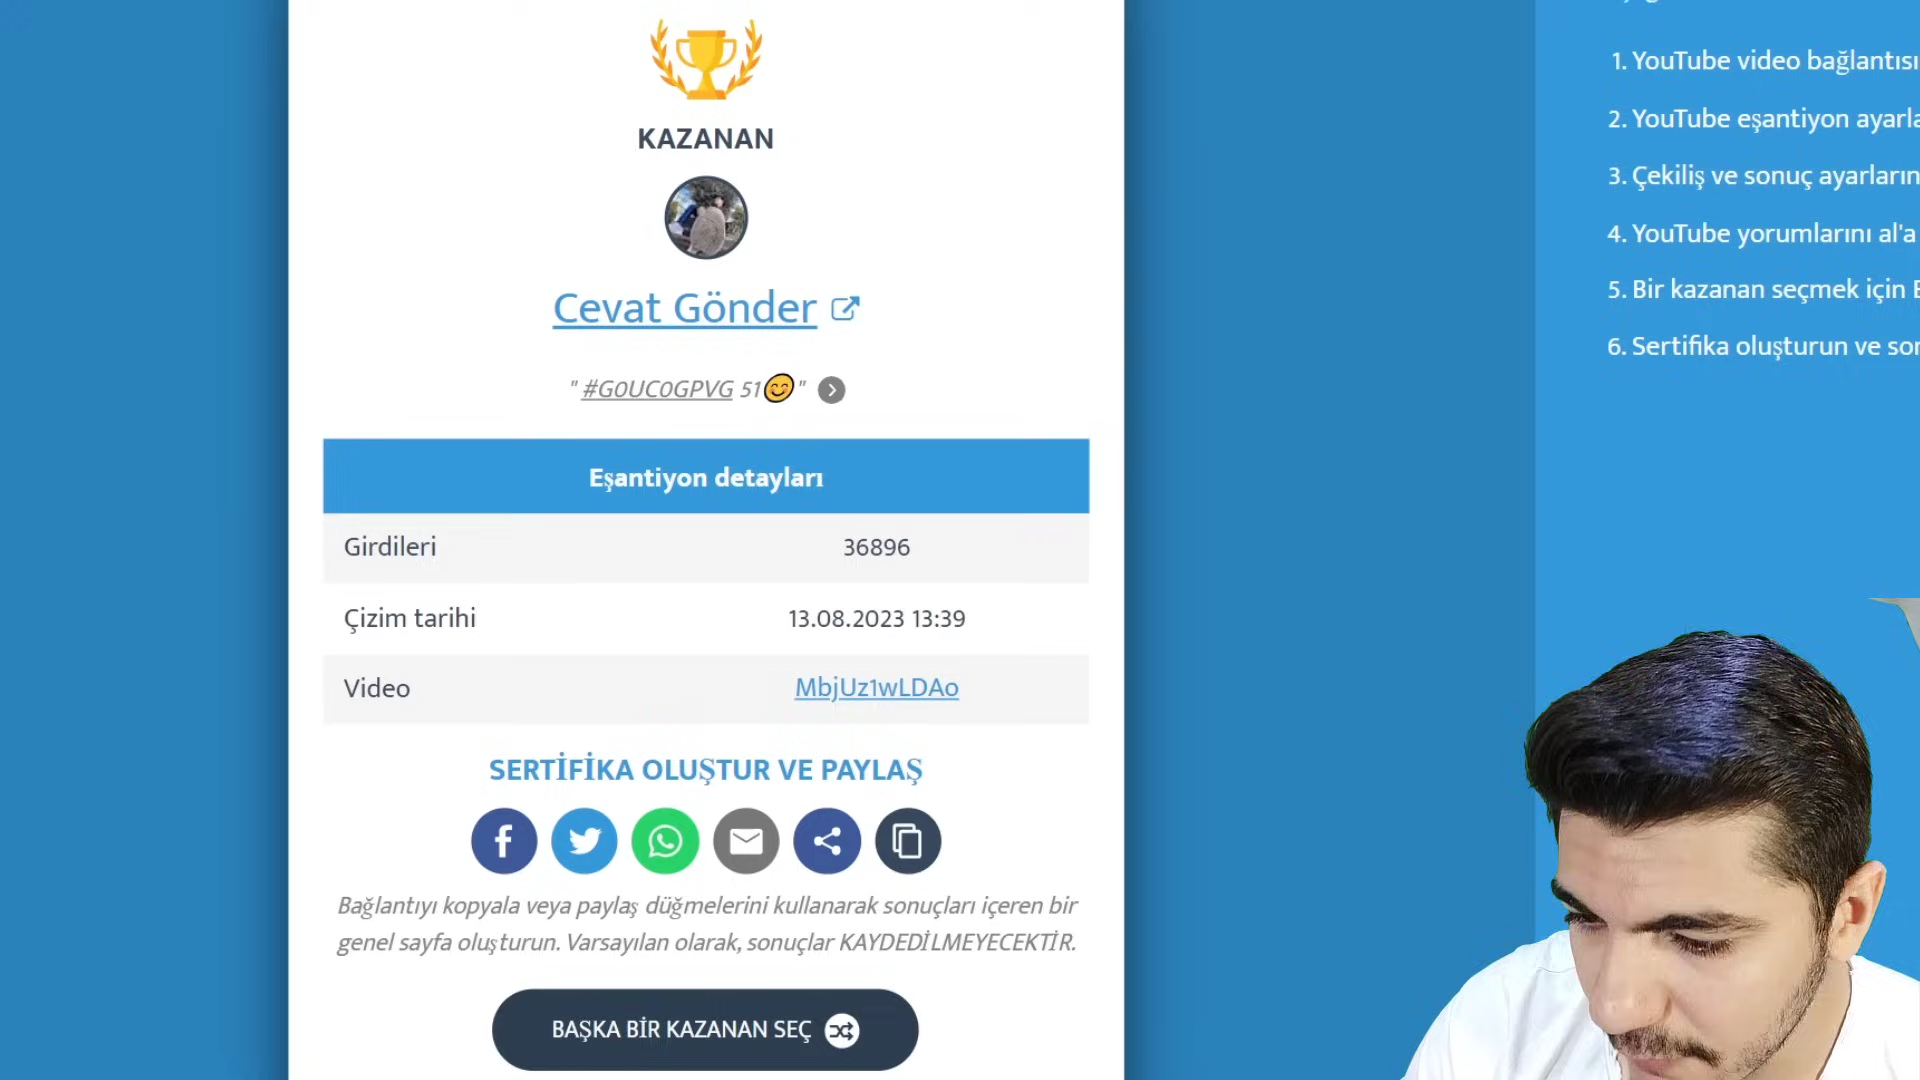 KAZANAN
Cevat Gönder
" #G0UC0GPVG 51😊"
Eşantiyon detayları
Girdileri 36896
Çizim tarihi 13.08.2023 13:39
Video MbjUz1wLDAo
SERTİFİKA OLUŞTUR VE PAYLAŞ
Bağlantıyı kopyala veya paylaş düğmelerini kullanarak sonuçları içeren bir
genel sayfa oluşturun. Varsayılan olarak, sonuçlar KAYDEDİLMEYECEKTİR.
BAŞKA BİR KAZANAN SEÇ
1. YouTube video bağlantısı
2. YouTube eşantiyon ayarla
3. Çekiliş ve sonuç ayarların
4. YouTube yorumlarını al'a
5. Bir kazanan seçmek için
6. Sertifika oluşturun ve